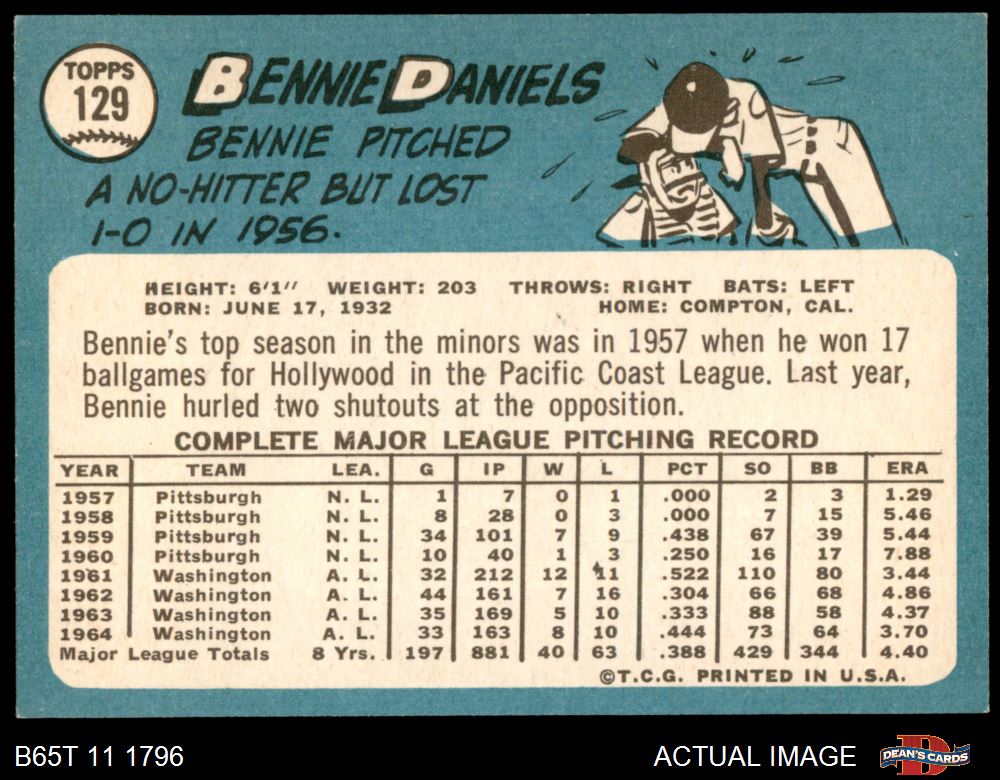 TOPPS
129
BENNIE DANIELS
BENNIE PITCHED
A NO-HITTER BUT LOST
1-0 IN 1956.
HEIGHT: 6'1" WEIGHT: 203 THROWS: RIGHT BATS: LEFT
BORN: JUNE 17, 1932 HOME: COMPTON, CAL.
Bennie's top season in the minors was in 1957 when he won 17
ballgames for Hollywood in the Pacific Coast League. Last year,
Bennie hurled two shutouts at the opposition.
COMPLETE MAJOR LEAGUE PITCHING RECORD
YEAR TEAM LEA. G IP W L PCT SO BB ERA
1957 Pittsburgh N. L. 1 7 0 1 .000 2 3 1.29
1958 Pittsburgh N. L. 8 28 0 3 .000 7 15 5.46
1959 Pittsburgh N. L. 34 101 7 9 .438 67 39 5.44
1960 Pittsburgh N. L. 10 40 1 3 .250 16 17 7.88
1961 Washington A. L. 32 212 12 11 .522 110 80 3.44
1962 Washington A. L. 44 161 7 16 .304 66 68 4.86
1963 Washington A. L. 35 169 5 10 .333 88 58 4.37
1964 Washington A. L. 33 163 8 10 .444 73 64 3.70
Major League Totals 8 Yrs. 197 881 40 63 .388 429 344 4.40
©T.C.G. PRINTED IN U.S.A.
B65T 11 1796 ACTUAL IMAGE DEAN'S CARDS